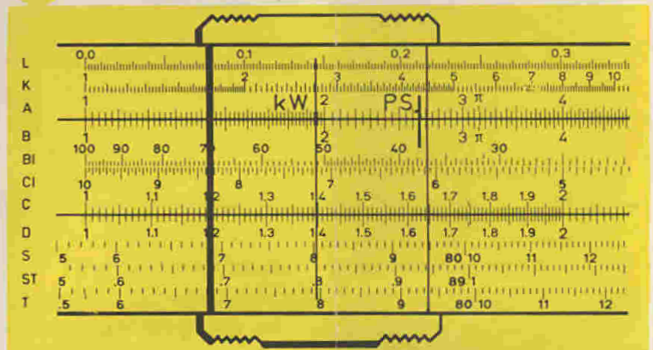 L 0,0 0,1 0,2 0,3
K 1 2 3 4 5 6 7 8 9 10
kW PS
A 1 2 3 π 4
B 1 2 3 π 4
BI 100 90 80 70 60 50 40 30
CI 10 9 8 7 6 5
C 1 1.1 1.2 1.3 1.4 1.5 1.6 1.7 1.8 1.9 2
D 1 1.1 1.2 1.3 1.4 1.5 1.6 1.7 1.8 1.9 2
S 5 6 7 8 9 80 10 11 12
ST .5 .6 .7 .8 .9 89 1
T .5 6 7 8 9 80 10 11 12